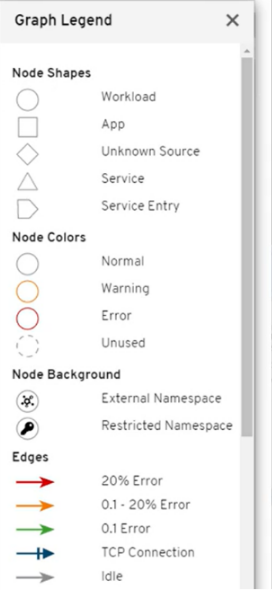 Graph Legend
Node Shapes
Workload
App
Unknown Source
Service
Service Entry
Node Colors
Normal
Warning
Error
Unused
Node Background
External Namespace
Restricted Namespace
Edges
20% Error
0.1 - 20% Error
0.1 Error
TCP Connection
Idle